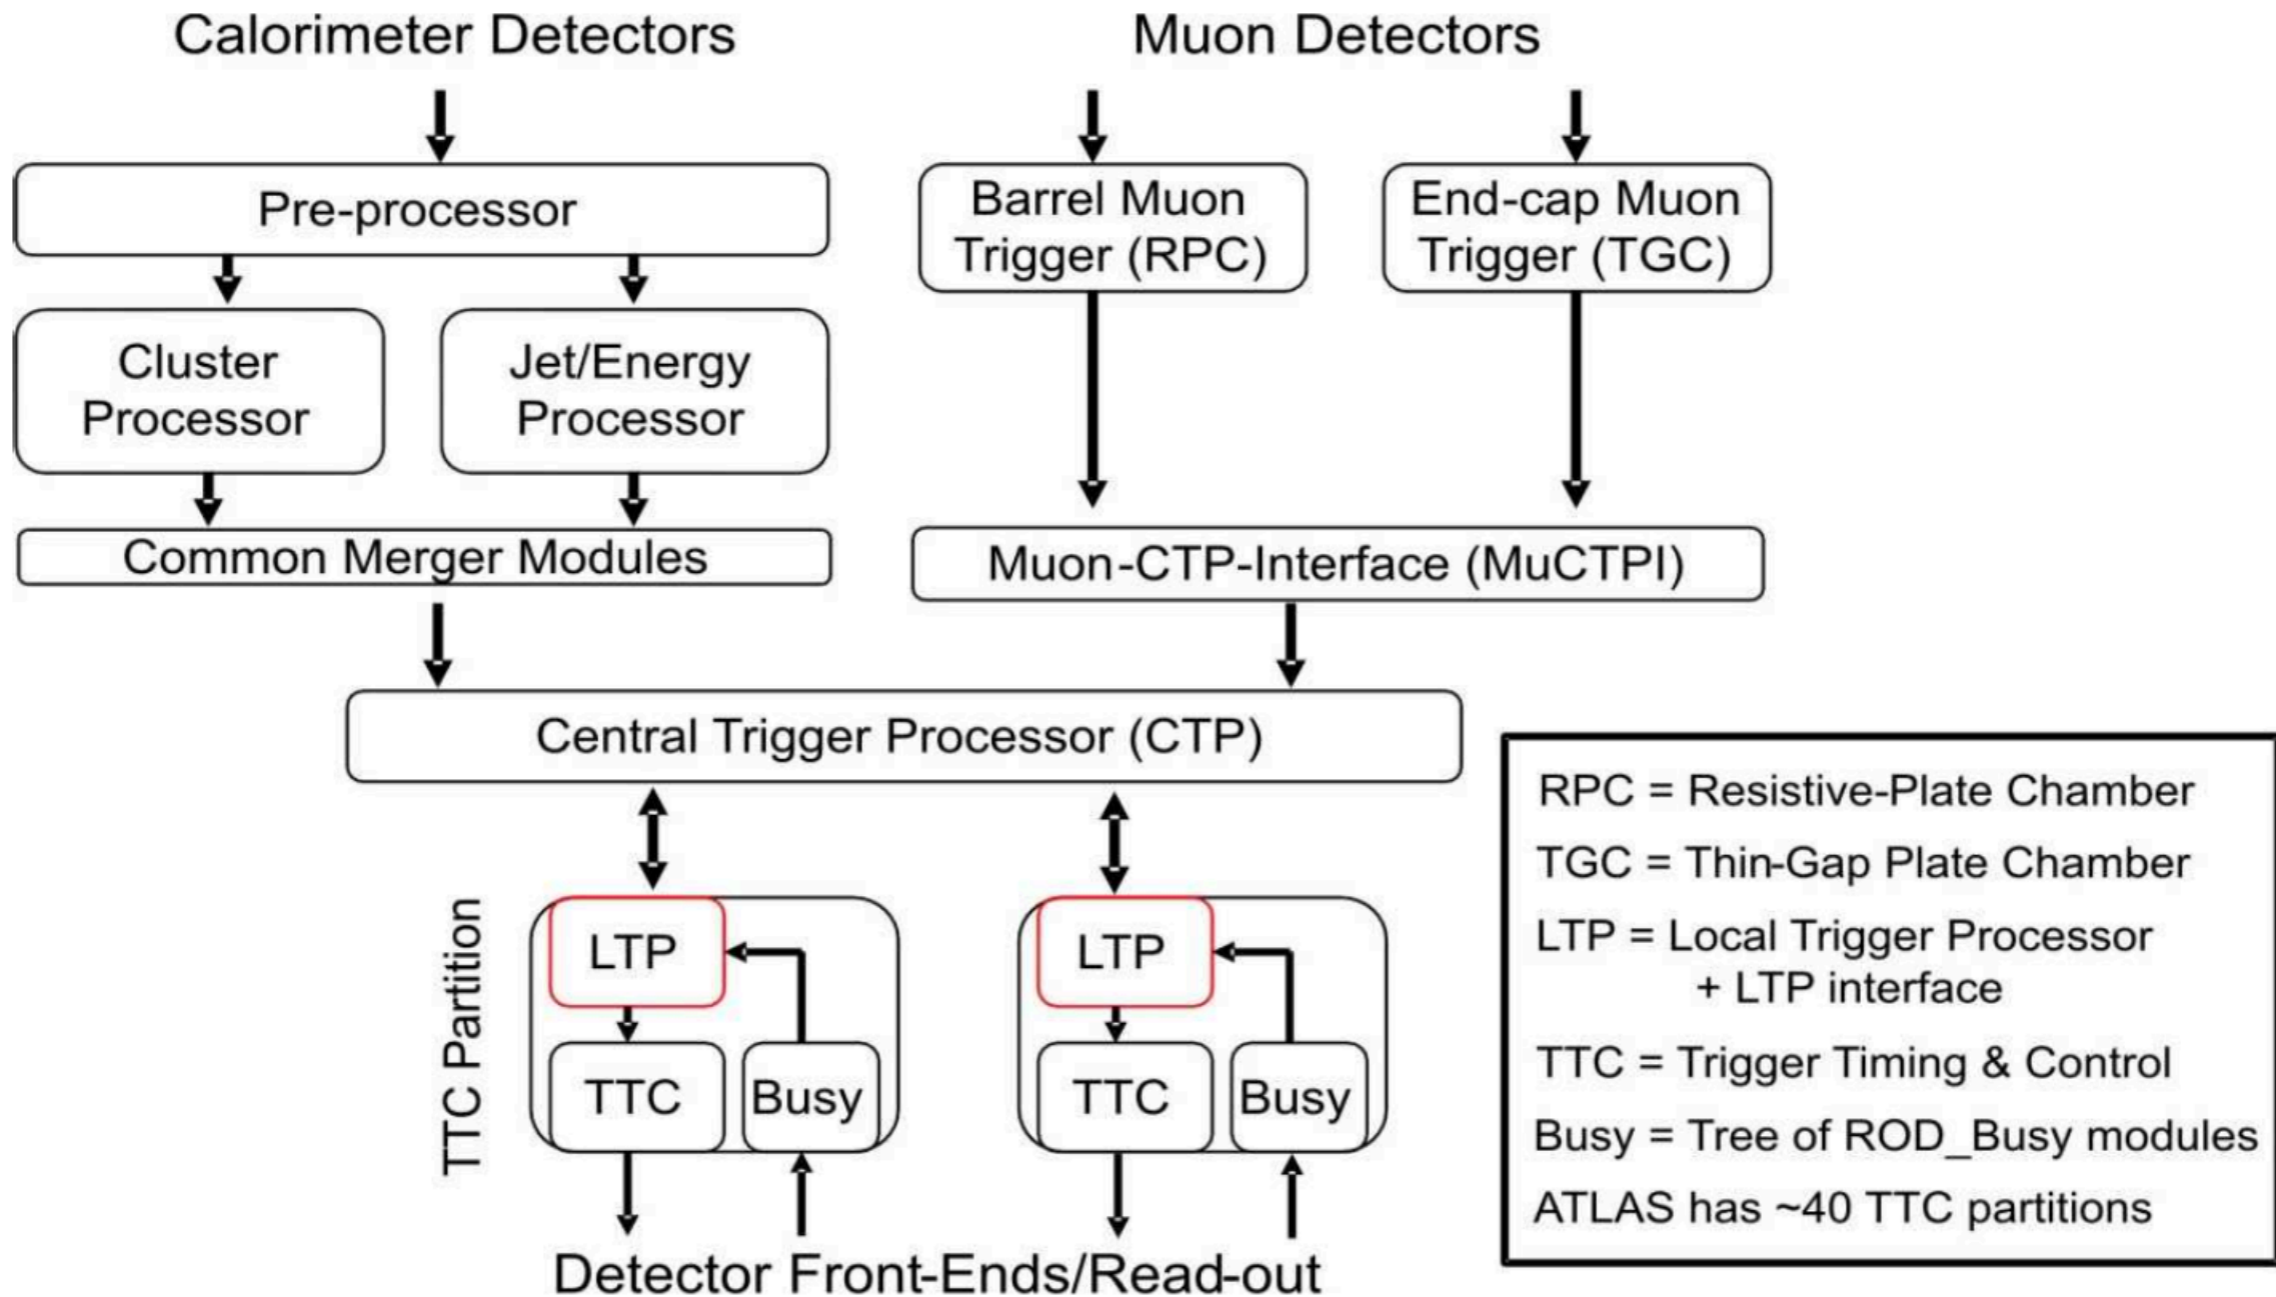 Calorimeter Detectors
Muon Detectors
Pre-processor
Barrel Muon
Trigger (RPC)
End-cap Muon
Trigger (TGC)
Cluster
Processor
Jet/Energy
Processor
Common Merger Modules
Muon-CTP-Interface (MuCTPI)
Central Trigger Processor (CTP)
TTC Partition
LTP
TTC
Busy
LTP
TTC
Busy
Detector Front-Ends/Read-out
RPC = Resistive-Plate Chamber
TGC = Thin-Gap Plate Chamber
LTP = Local Trigger Processor
+ LTP interface
TTC = Trigger Timing & Control
Busy = Tree of ROD_Busy modules
ATLAS has ~40 TTC partitions